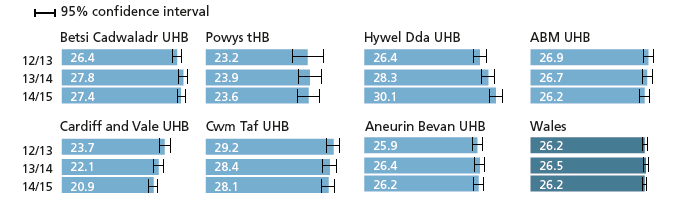 95% confidence interval
Betsi Cadwaladr UHB Powys tHB Hywel Dda UHB ABM UHB
12/13 26.4 23.2 26.4 26.9
13/14 27.8 23.9 28.3 26.7
14/15 27.4 23.6 30.1 26.2
Cardiff and Vale UHB Cwm Taf UHB Aneurin Bevan UHB Wales
12/13 23.7 29.2 25.9 26.2
13/14 22.1 28.4 26.4 26.5
14/15 20.9 28.1 26.2 26.2